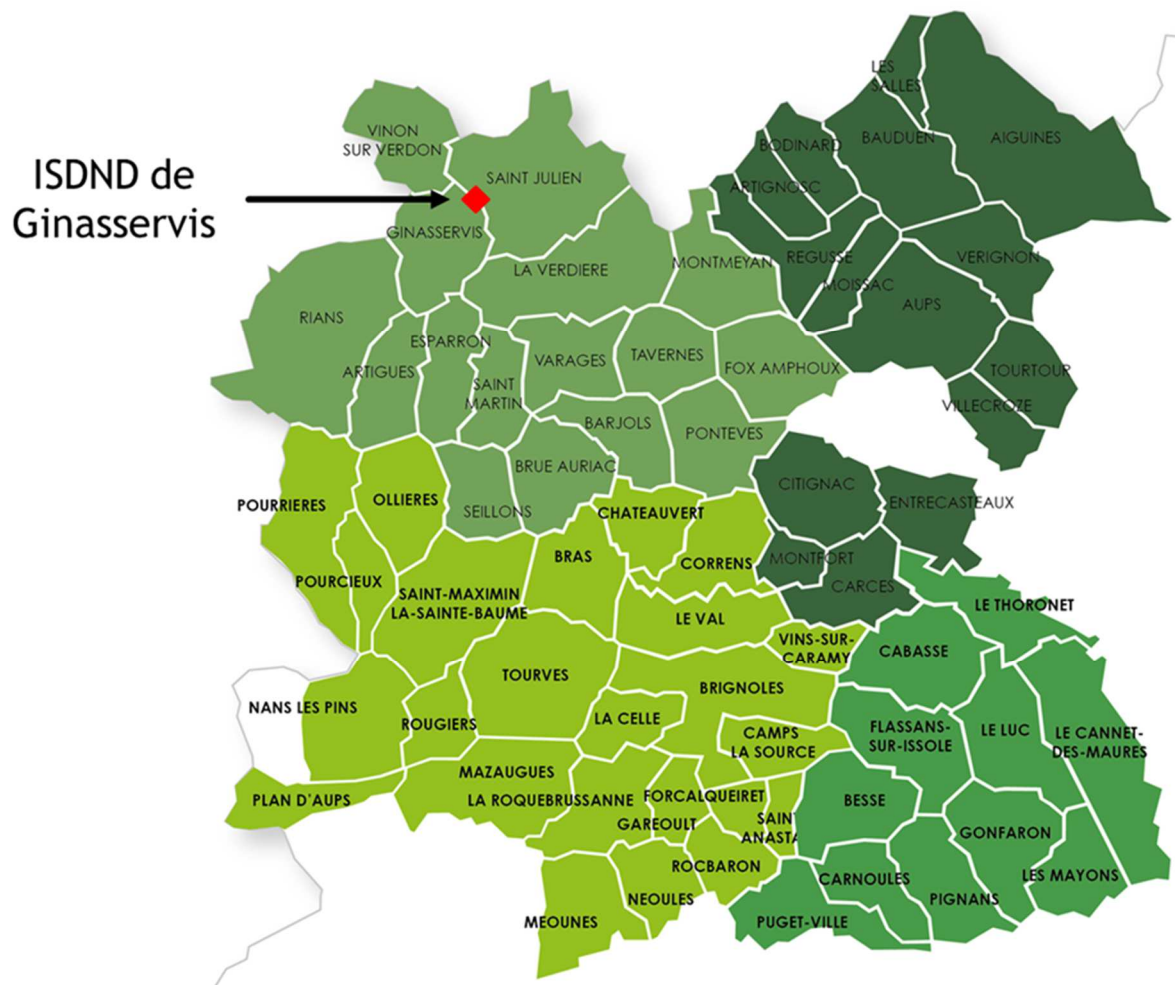 ISDND de
Ginasservis
VINON
SUR VERDON
SAINT JULIEN
GINASSERVIS
LA VERDIERE
MONTMEYAN
RIANS
ARTIGUES
ESPARRON
SAINT
MARTIN
VARAGES
TAVERNES
FOX AMPHOUX
BARJOLS
PONTEVES
BRUE AURIAC
SEILLONS
LES
SALLES
BODINARD
BAUDUEN
AIGUINES
ARTIGNOSC
REGUSSE
MOISSAC
VERIGNON
AUPS
TOURTOUR
VILLECROZE
CITIGNAC
ENTRECASTEAUX
MONTFORT
CARCES
POURRIERES
OLLIERES
POURCIEUX
CHATEAUVERT
BRAS
CORRENS
SAINT-MAXIMIN
LA-SAINTE-BAUME
LE VAL
VINS-SUR-
CARAMY
TOURVES
BRIGNOLES
NANS LES PINS
ROUGIERS
LA CELLE
CAMPS
LA SOURCE
MAZAUGUES
PLAN D'AUPS
LA ROQUEBRUSSANNE
FORCALQUEIRET
GAREOULT
SAINT
ANASTA
ROCBARON
NEOULES
MEOUNES
LE THORONET
CABASSE
FLASSANS-
SUR-ISSOLE
LE LUC
LE CANNET-
DES-MAURES
BESSE
GONFARON
CARNOULES
PIGNANS
LES MAYONS
PUGET-VILLE